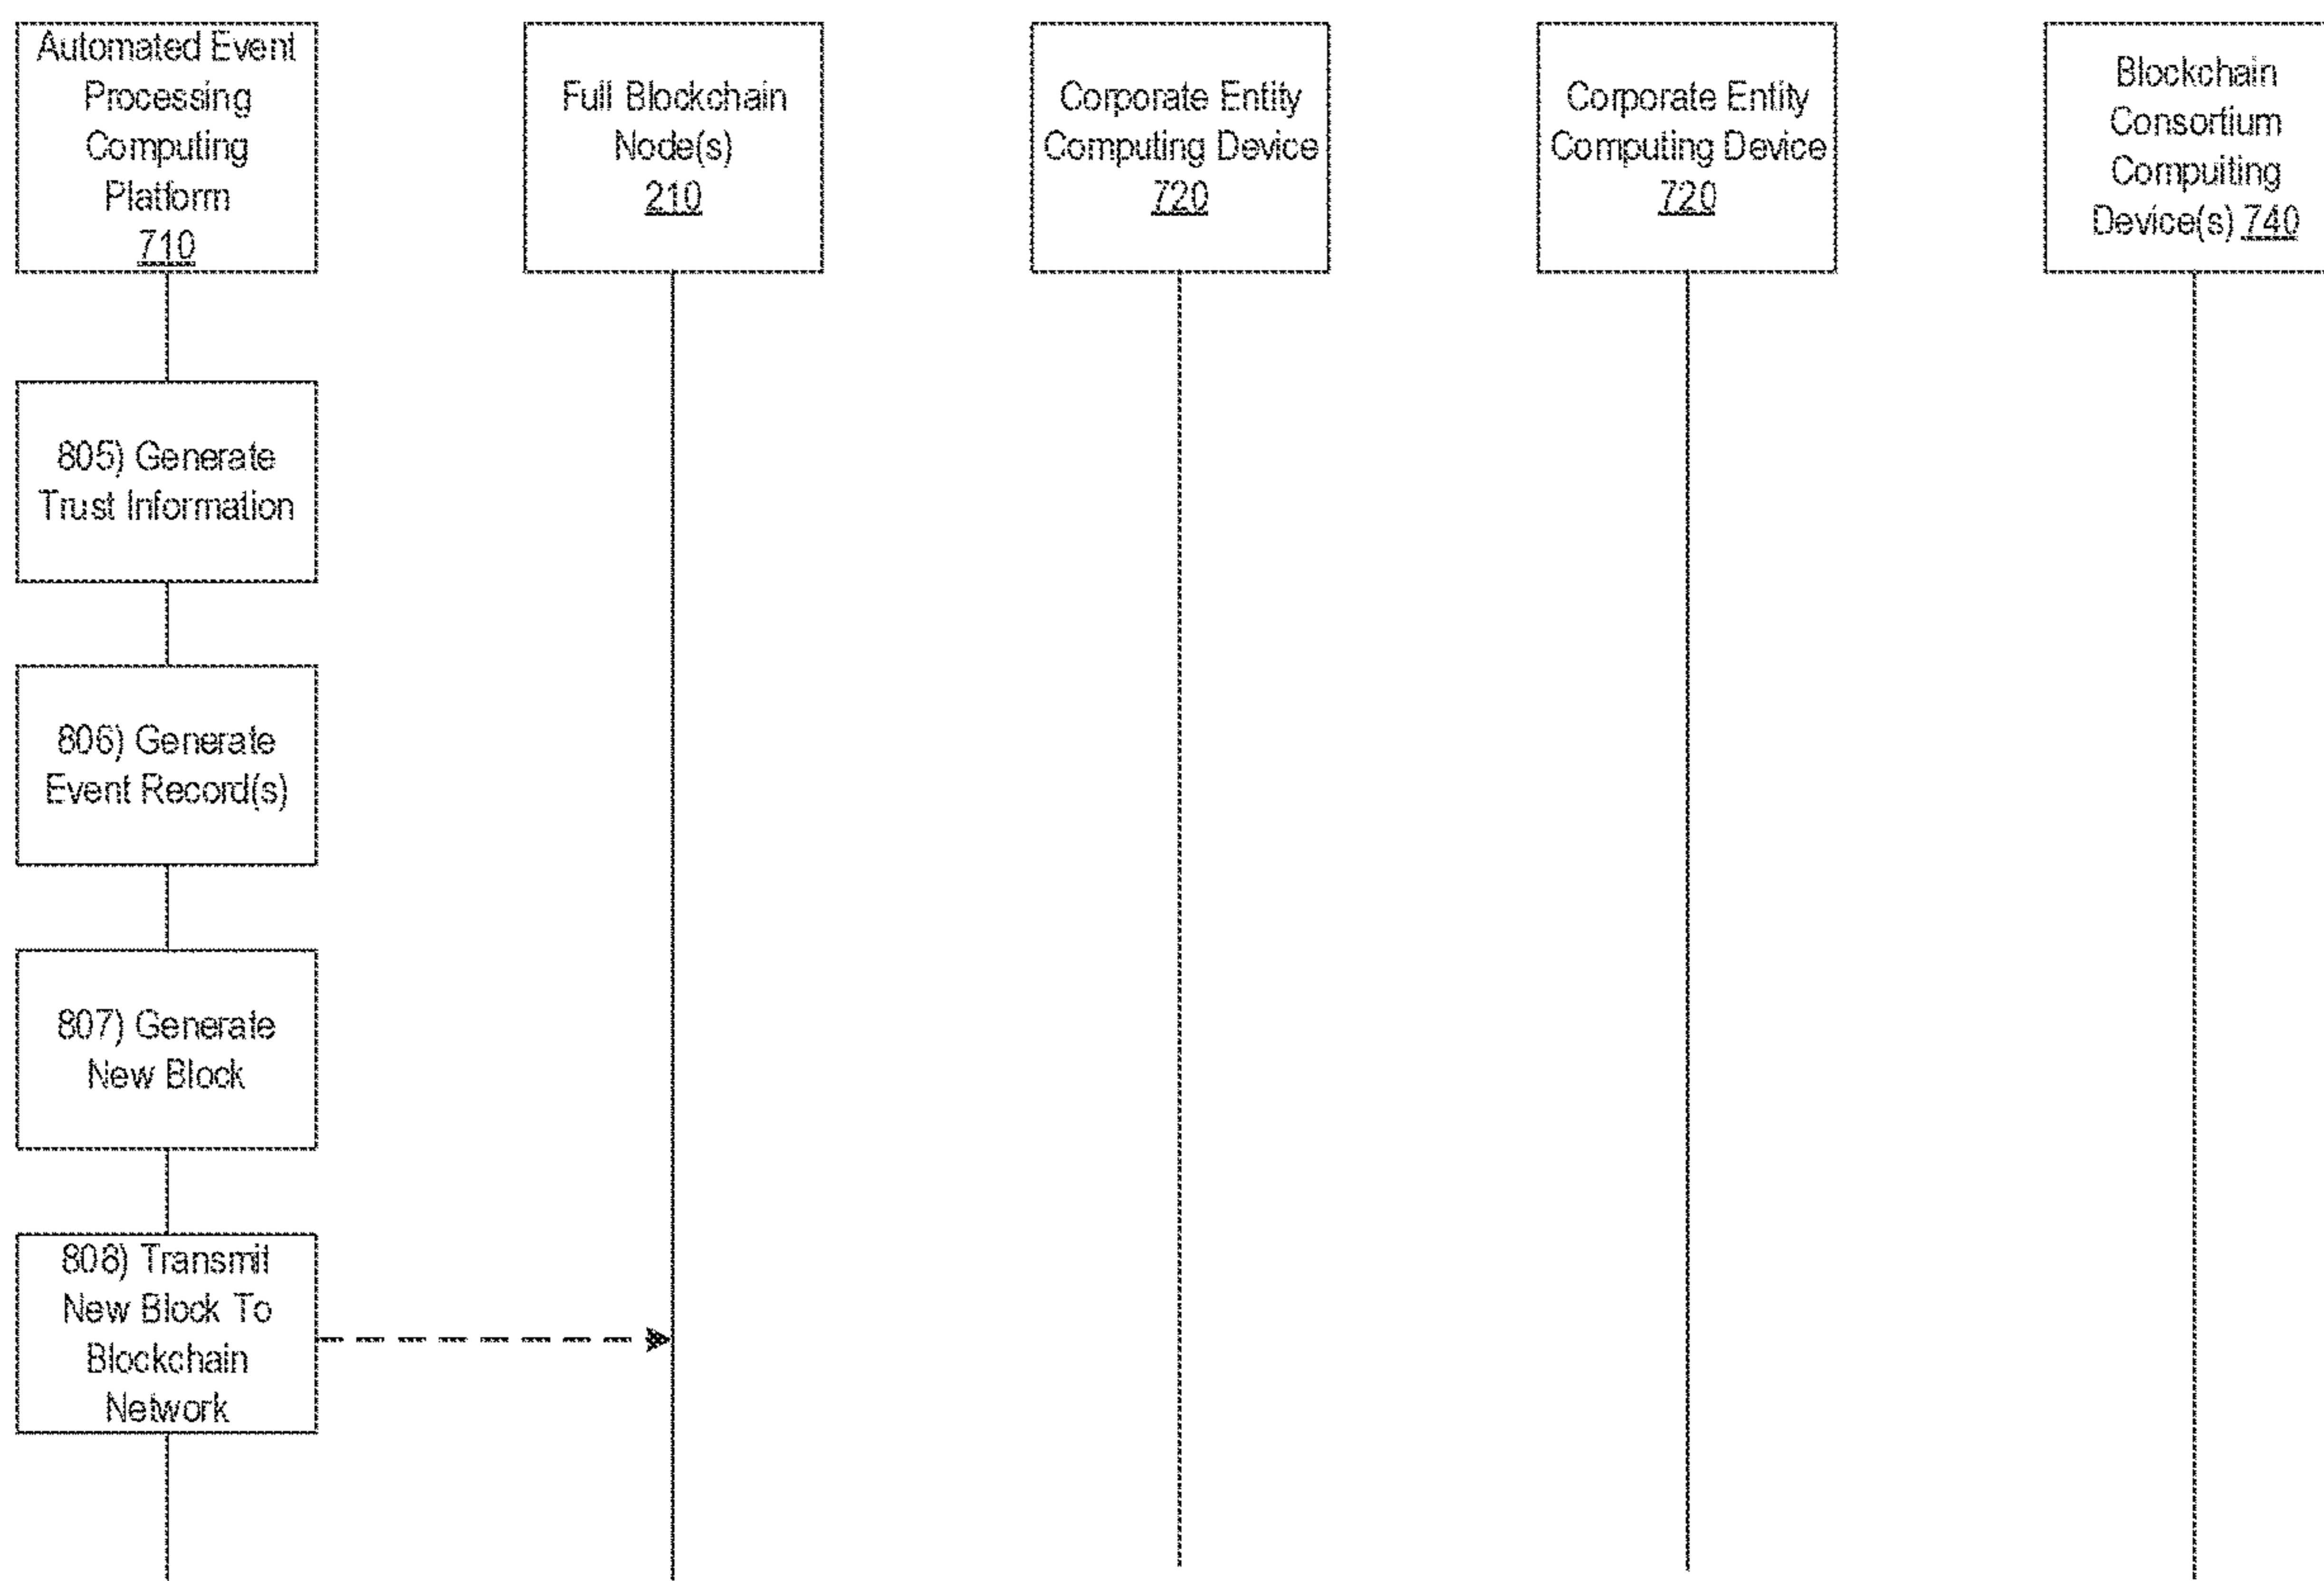 Automated Event
Processing
Computing
Platform
710
Full Blockchain
Node(s)
210
Corporate Entity
Computing Device
720
Corporate Entity
Computing Device
720
Blockchain
Consortium
Compuiting
Device(s) 740
805) Generate
Trust Information
806) Generate
Event Record(s)
807) Generate
New Block
808) Transmit
New Block To
Blockchain
Network